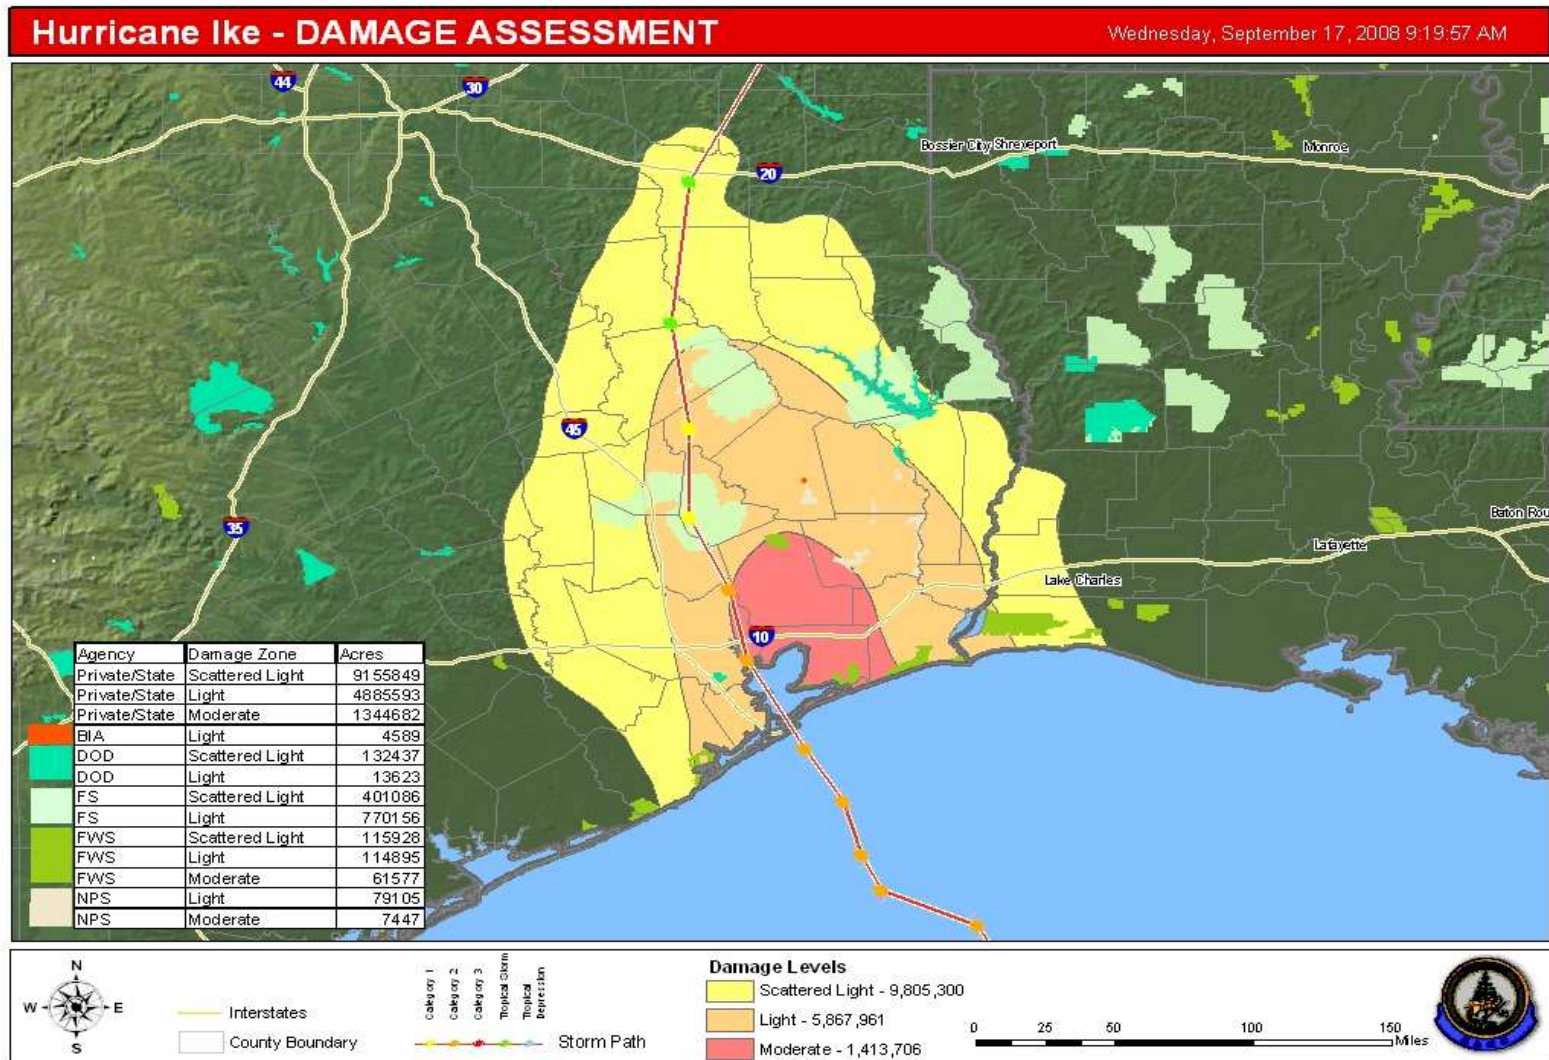 Hurricane Ike - DAMAGE ASSESSMENT
Wednesday, September 17, 2008 9:19:57 AM
44
30
Bossier City Shreveport
Monroe
20
45
35
Baton Rou
Lafayette
Lake Charles
10
Agency Damage Zone Acres
Private/State Scattered Light 9155849
Private/State Light 4885593
Private/State Moderate 1344682
BIA Light 4589
DOD Scattered Light 132437
DOD Light 13623
FS Scattered Light 401086
FS Light 770156
FWS Scattered Light 115928
FWS Light 114895
FWS Moderate 61577
NPS Light 79105
NPS Moderate 7447
N
W E
S
Interstates
County Boundary
Category 1
Category 2
Category 3
Tropical Storm
Tropical Depression
Storm Path
Damage Levels
Scattered Light - 9,805,300
Light - 5,867,961
Moderate - 1,413,706
0 25 50 100 150
Miles